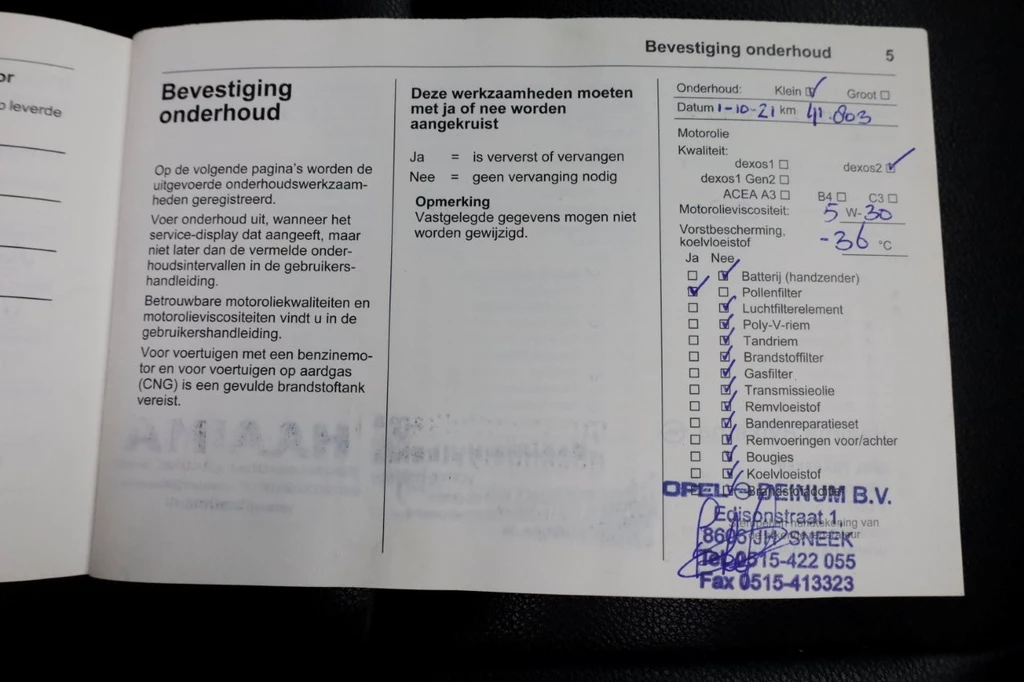 or
o leverde
Bevestiging onderhoud 5
Bevestiging
onderhoud
Op de volgende pagina's worden de
uitgevoerde onderhoudswerkzaam-
heden geregistreerd.
Voer onderhoud uit, wanneer het
service-display dat aangeeft, maar
niet later dan de vermelde onder-
houdsintervallen in de gebruikers-
handleiding.
Betrouwbare motoroliekwaliteiten en
motorolieviscositeiten vindt u in de
gebruikershandleiding.
Voor voertuigen met een benzinemo-
tor en voor voertuigen op aardgas
(CNG) is een gevulde brandstoftank
vereist.
Deze werkzaamheden moeten
met ja of nee worden
aangekruist
Ja = is ververst of vervangen
Nee = geen vervanging nodig
Opmerking
Vastgelegde gegevens mogen niet
worden gewijzigd.
Onderhoud: Klein ☑ Groot ☐
Datum 1-10-21 km 41.803
Motorolie
Kwaliteit:
dexos1 ☐ dexos2 ☑
dexos1 Gen2 ☐
ACEA A3 ☐ B4 ☐ C3 ☐
Motorolieviscositeit: 5 W-30
Vorstbescherming,
koelvloeistof -36 °C
Ja Nee
☐ ☑ Batterij (handzender)
☑ ☐ Pollenfilter
☐ ☑ Luchtfilterelement
☐ ☑ Poly-V-riem
☐ ☑ Tandriem
☐ ☑ Brandstoffilter
☐ ☑ Gasfilter
☐ ☑ Transmissieolie
☐ ☑ Remvloeistof
☐ ☑ Bandenreparatieset
☐ ☑ Remvoeringen voor/achter
☐ ☑ Bougies
☐ ☑ Koelvloeistof
OPEL DEINUM B.V.
Edisonstraat 1
SNEEK
Tel. 0515-422 055
Fax 0515-413323